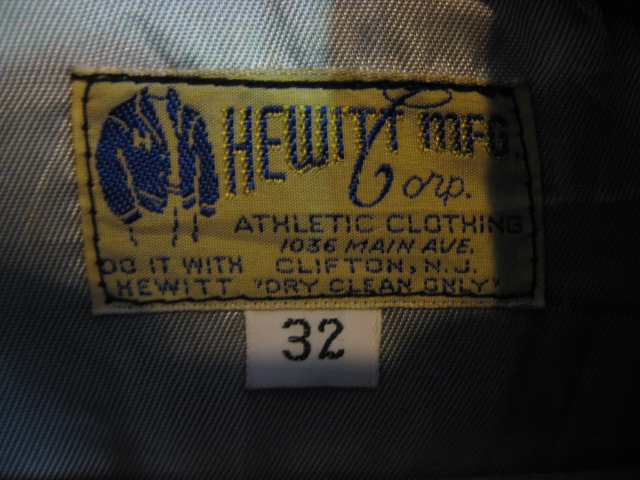 HEWITT MFG.
Corp.
ATHLETIC CLOTHING
1036 MAIN AVE.
DO IT WITH CLIFTON, N.J.
HEWITT "DRY CLEAN ONLY"
32